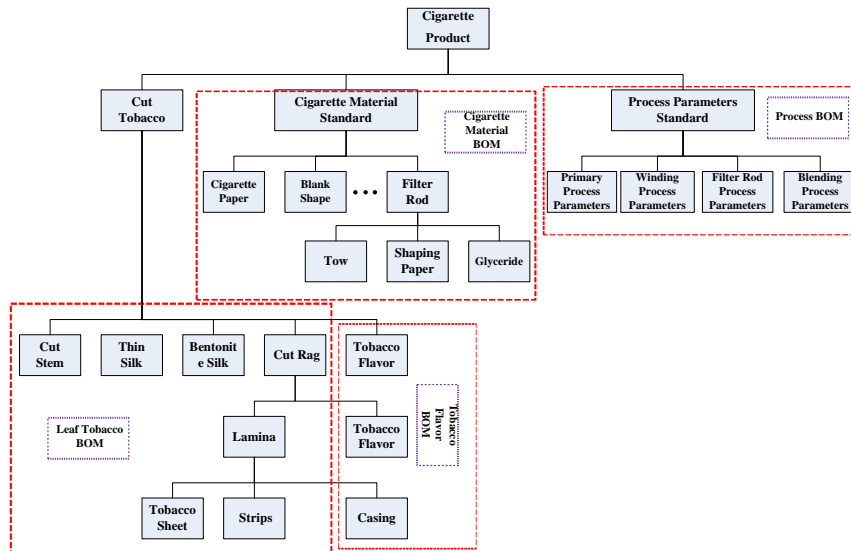 Cigarette
Product
Cut
Tobacco
Cigarette Material
Standard
Cigarette
Material
BOM
Process Parameters
Standard
Process BOM
Cigarette
Paper
Blank
Shape
•••
Filter
Rod
Primary
Process
Parameters
Winding
Process
Parameters
Filter Rod
Process
Parameters
Blending
Process
Parameters
Tow
Shaping
Paper
Glyceride
Cut
Stem
Thin
Silk
Bentonit
e Silk
Cut Rag
Tobacco
Flavor
Leaf Tobacco
BOM
Lamina
Tobacco
Flavor
Tobacco
Flavor
BOM
Tobacco
Sheet
Strips
Casing